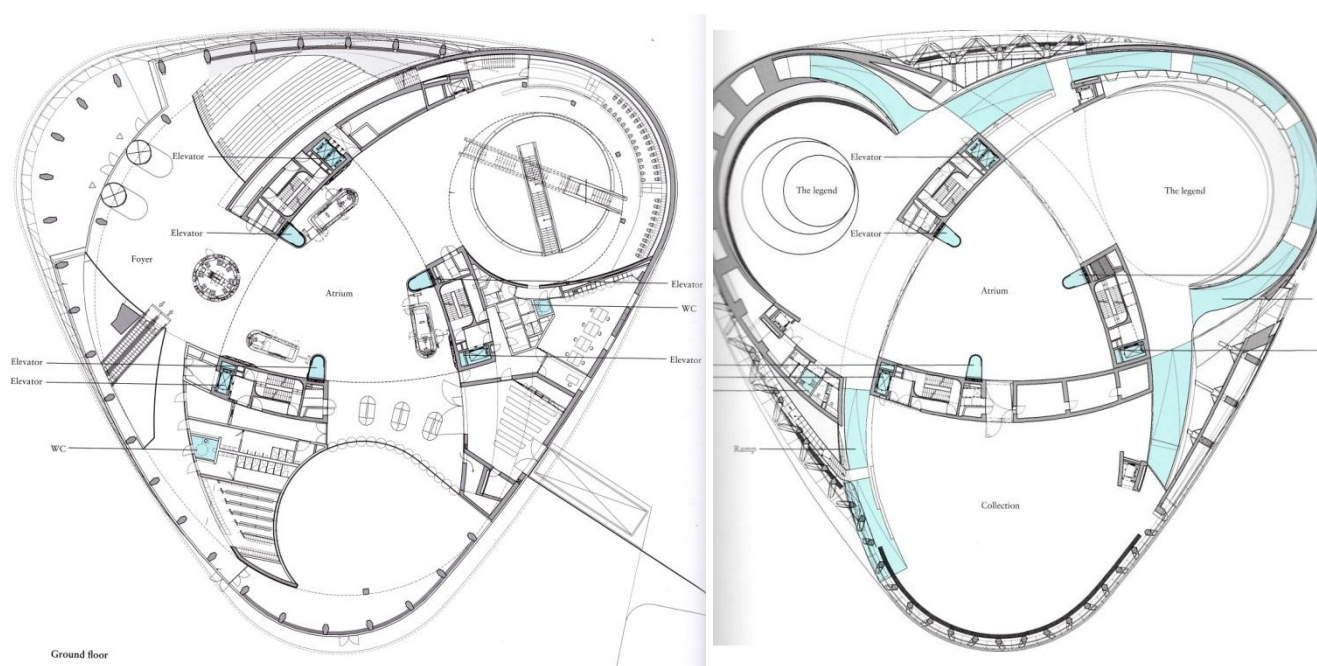 Elevator
Elevator
Foyer
Atrium
Elevator
WC
Elevator
Elevator
Elevator
WC
Ground floor
The legend
Elevator
The legend
Elevator
Atrium
Ramp
Collection